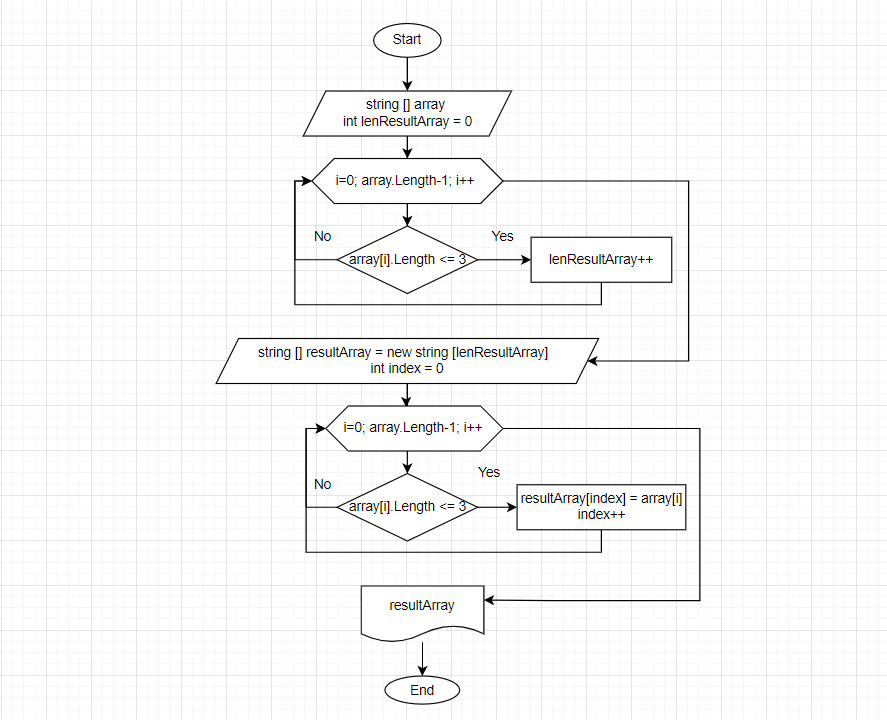 Start
string [] array
int lenResultArray = 0
i=0; array.Length-1; i++
No
Yes
array[i].Length <= 3
lenResultArray++
string [] resultArray = new string [lenResultArray]
int index = 0
i=0; array.Length-1; i++
Yes
No
array[i].Length <= 3
resultArray[index] = array[i]
index++
resultArray
End